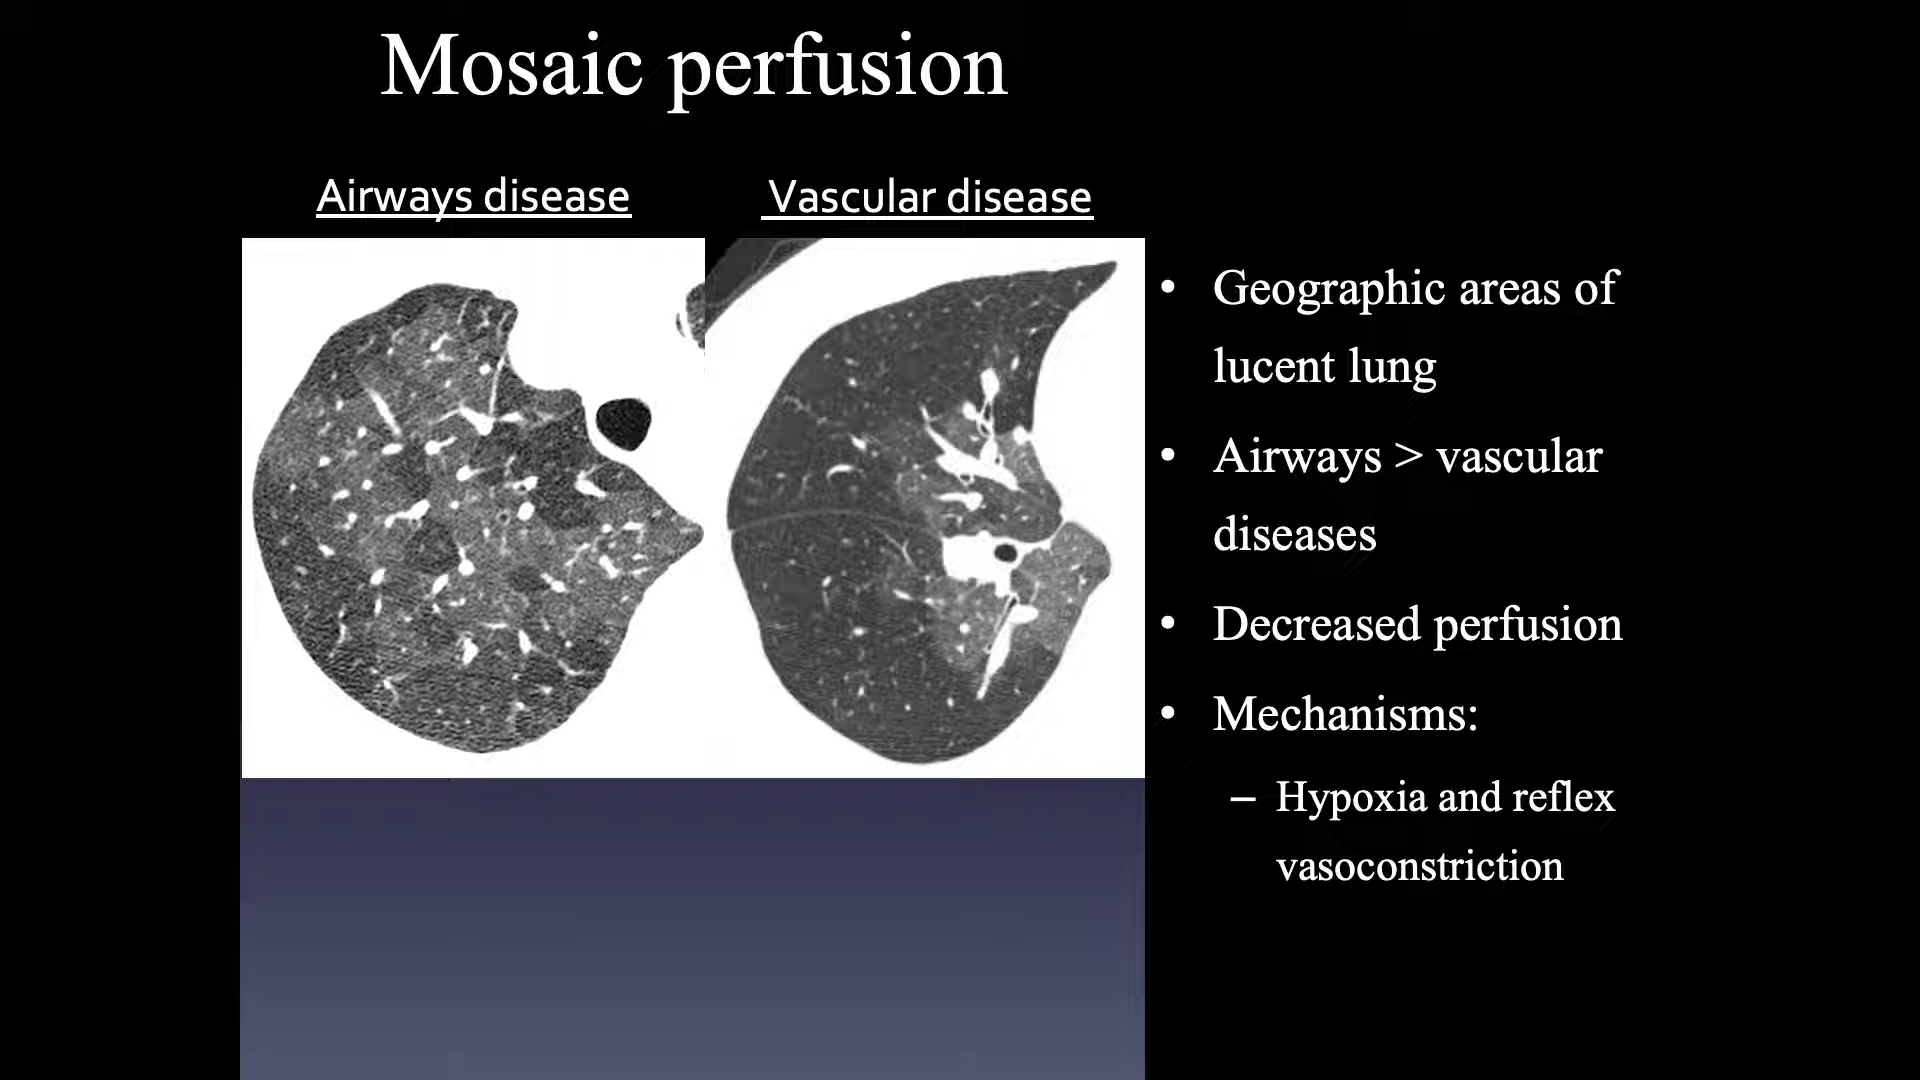 Mosaic perfusion
Airways disease
Vascular disease
• Geographic areas of
lucent lung
• Airways > vascular
diseases
• Decreased perfusion
• Mechanisms:
– Hypoxia and reflex
vasoconstriction